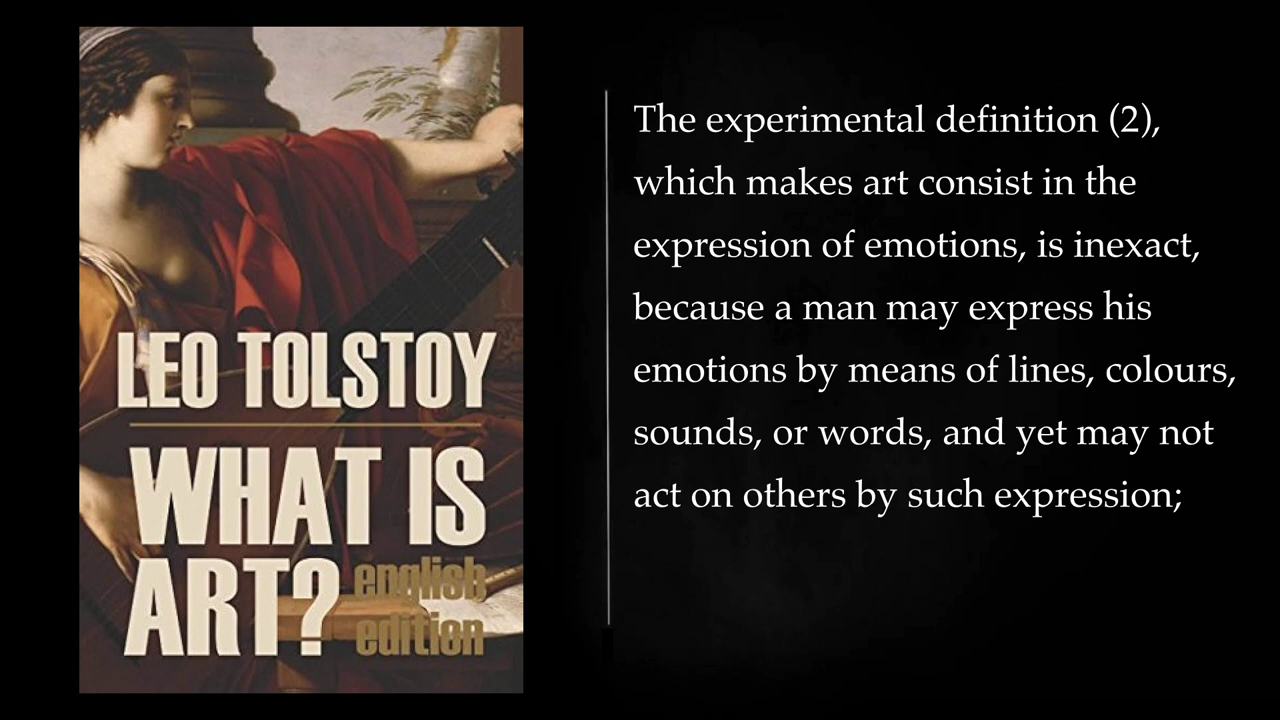 LEO TOLSTOY
WHAT IS
ART?
english
edition
The experimental definition (2),
which makes art consist in the
expression of emotions, is inexact,
because a man may express his
emotions by means of lines, colours,
sounds, or words, and yet may not
act on others by such expression;